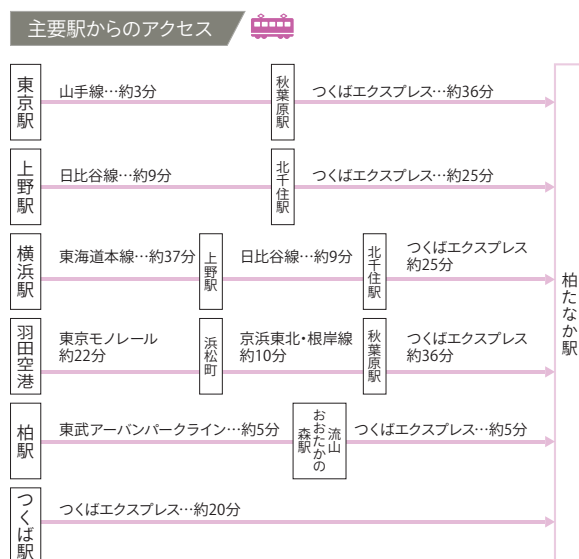 主要駅からのアクセス
東京駅
山手線…約3分
秋葉原駅
つくばエクスプレス…約36分
上野駅
日比谷線…約9分
北千住駅
つくばエクスプレス…約25分
横浜駅
東海道本線…約37分
上野駅
日比谷線…約9分
北千住駅
つくばエクスプレス
約25分
羽田空港
東京モノレール
約22分
浜松町
京浜東北・根岸線
約10分
秋葉原駅
つくばエクスプレス
約36分
柏駅
東武アーバンパークライン…約5分
流山
おおたかの
森駅
つくばエクスプレス…約5分
つくば駅
つくばエクスプレス…約20分
柏たなか駅